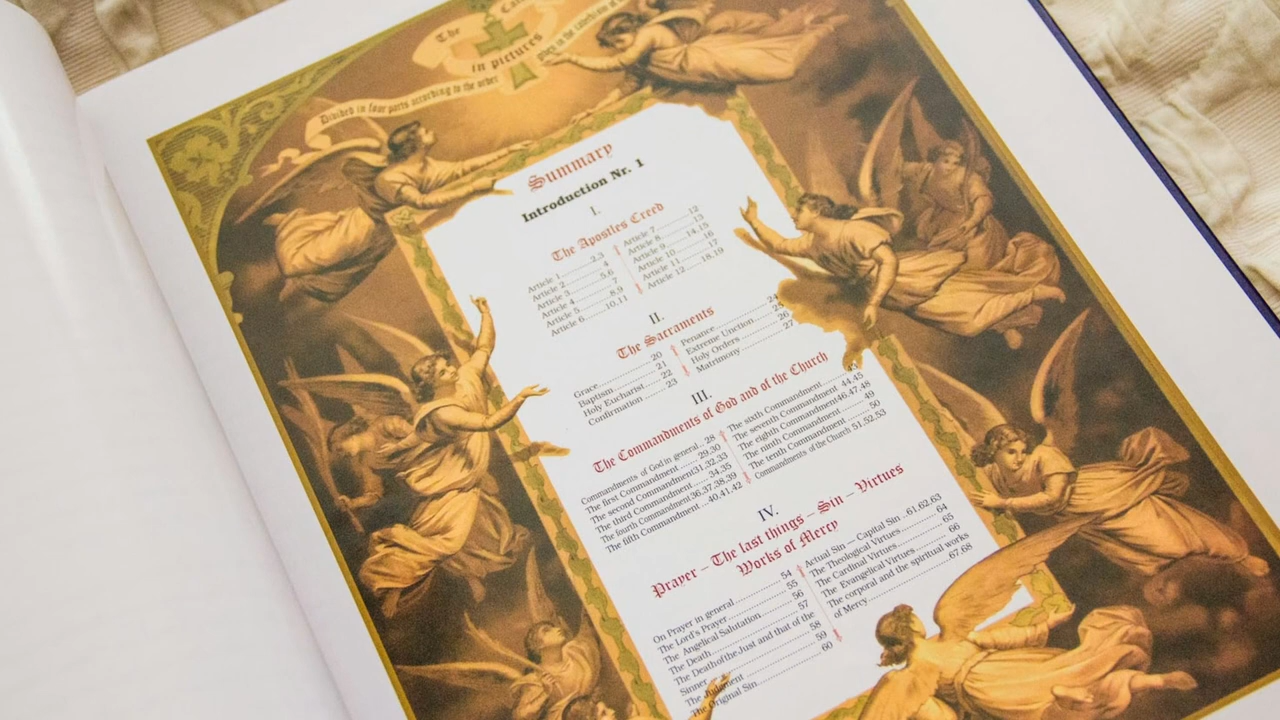 The Cate
in pictures
Divided in four parts according to the order
Summary
Introduction Nr. 1
I.
The Apostles Creed
Article 1 2,3
Article 2 4
Article 3 5,6
Article 4 7
Article 5 8,9
Article 6 10,11
Article 7 12
Article 8 13
Article 9 14,15
Article 10 16
Article 11 17
Article 12 18,19
II.
The Sacraments
Grace 20
Baptism 21
Holy Eucharist 22
Confirmation 23
Penance 24
Extreme Unction 25
Holy Orders 26
Matrimony 27
III.
The Commandments of God and of the Church
Commandments of God in general 28
The first Commandment 29,30
The second Commandment 31,32,33
The third Commandment 34,35
The fourth Commandment 36,37,38,39
The fifth Commandment 40,41,42
The sixth Commandment
The seventh Commandment 44,45
The eighth Commandment 46,47,48
The ninth Commandment 49
The tenth Commandment 50
Commandments of the Church 51,52,53
IV.
Prayer – The last things – Sin – Virtues
Works of Mercy
On Prayer in general 54
The Lord's Prayer 55
The Angelical Salutation 56
The Death 57
The Death of the Just and that of the
Sinner 58
The Judgment 59
The Original Sin 60
Actual Sin – Capital Sin 61,62,63
The Theological Virtues 64
The Cardinal Virtues 65
The Evangelical Virtues 66
The corporal and the spiritual works
of Mercy 67,68